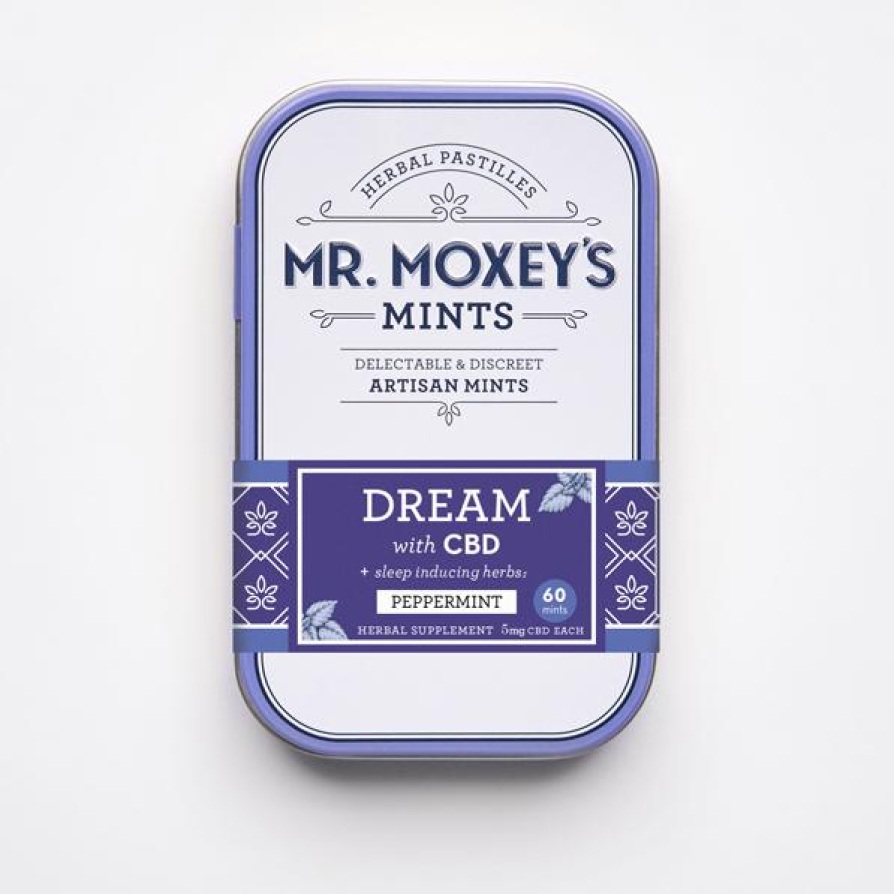 HERBAL PASTILLES
MR. MOXEY'S
MINTS
DELECTABLE & DISCREET
ARTISAN MINTS
DREAM
with CBD
+ sleep inducing herbs:
PEPPERMINT
60
mints
HERBAL SUPPLEMENT 5mg CBD EACH